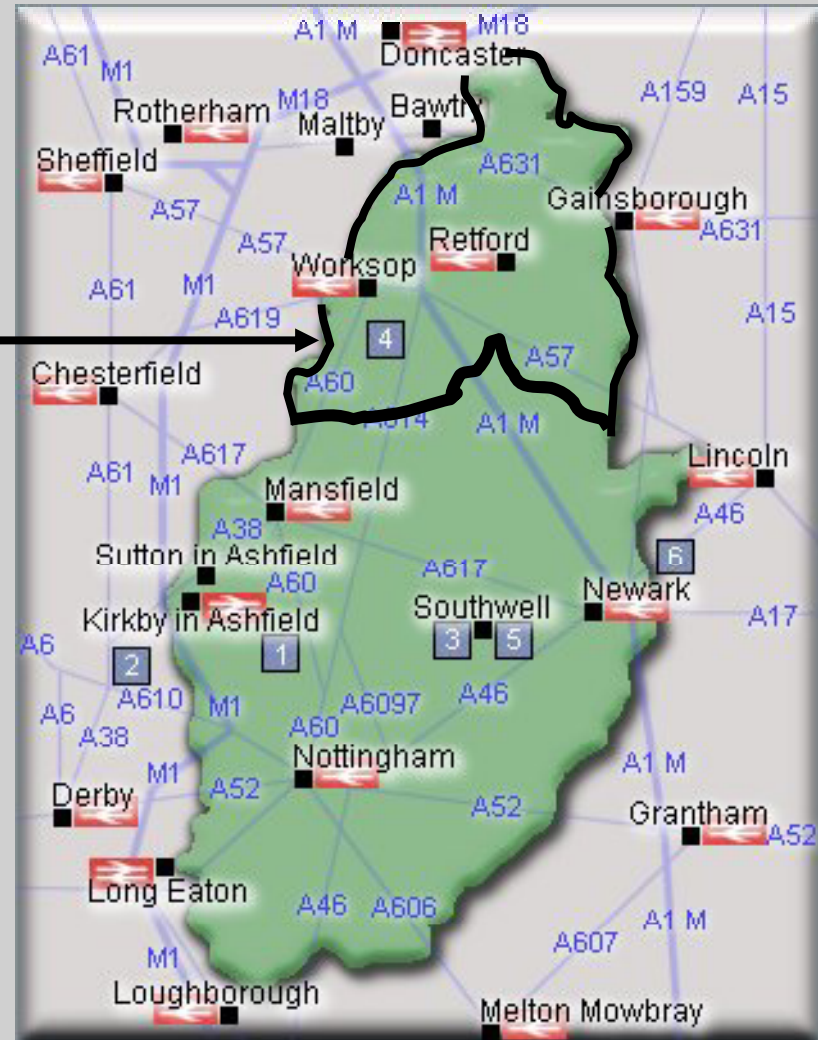 A1 M
M18
A61
M1
Doncaster
M18
A159
A15
Rotherham
Maltby
Bawtry
Sheffield
A631
A57
A1 M
Gainsborough
A57
Retford
A631
Worksop
A61
M1
A619
A15
4
A57
Chesterfield
A60
A614
A1 M
A617
Lincoln
A61
M1
Mansfield
A46
A38
Sutton in Ashfield
6
A60
A617
Newark
Southwell
Kirkby in Ashfield
A17
A6
2
1
3
5
A610
M1
A6097
A46
A6
A38
A60
Nottingham
M1
A1 M
Derby
A52
A52
Grantham
A52
Long Eaton
A46
A606
M1
A607
A1 M
Loughborough
Melton Mowbray